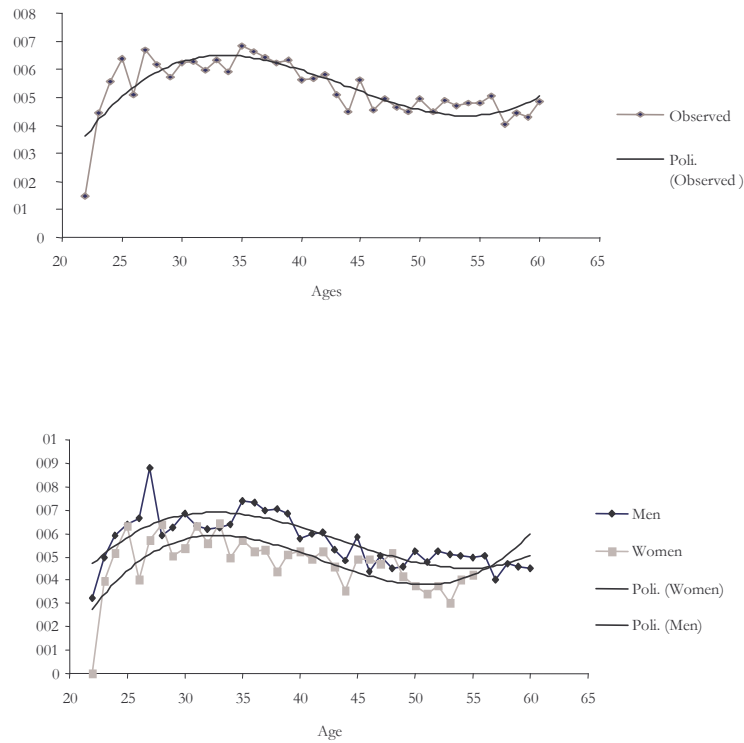 008
007
006
005
004
003
002
01
0
20 25 30 35 40 45 50 55 60 65
Ages
Observed
Poli.
(Observed )
01
009
008
007
006
005
004
003
002
001
0
20 25 30 35 40 45 50 55 60 65
Age
Men
Women
Poli. (Women)
Poli. (Men)